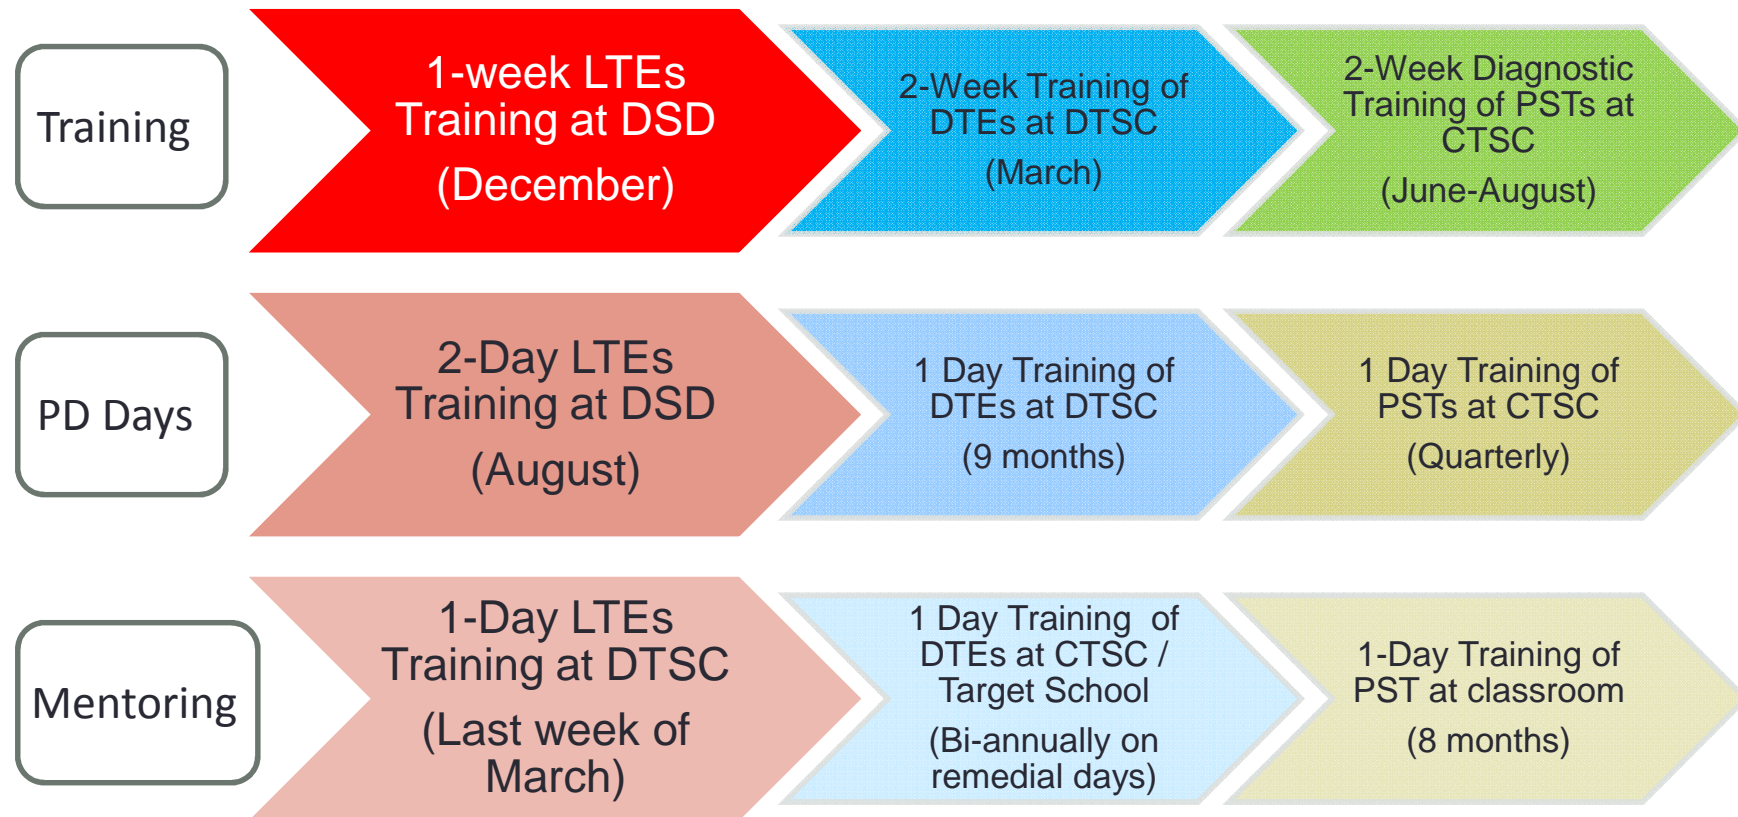 Training
1-week LTEs
Training at DSD
(December)
2-Week Training of
DTEs at DTSC
(March)
2-Week Diagnostic
Training of PSTs at
CTSC
(June-August)
PD Days
2-Day LTEs
Training at DSD
(August)
1 Day Training of
DTEs at DTSC
(9 months)
1 Day Training of
PSTs at CTSC
(Quarterly)
Mentoring
1-Day LTEs
Training at DTSC
(Last week of
March)
1 Day Training of
DTEs at CTSC /
Target School
(Bi-annually on
remedial days)
1-Day Training of
PST at classroom
(8 months)